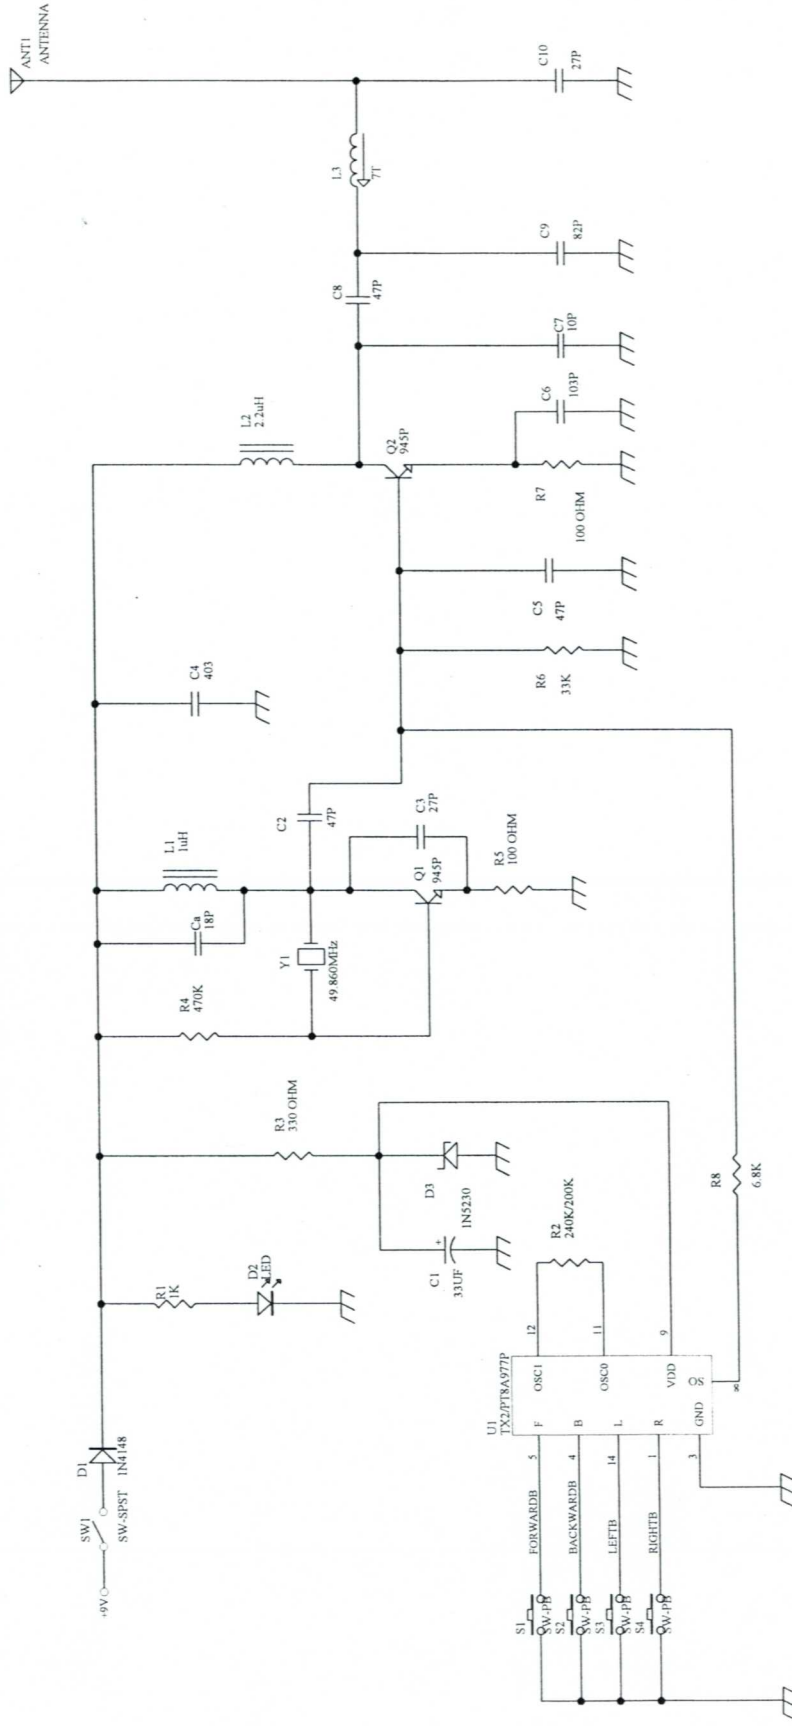 +9V
SW1
SW-SPST
D1
1N4148
R1
1K
D2
LED
R3
330 OHM
C1
33UF
+
D3
1N5230
R4
470K
Ca
18P
L1
1uH
Y1
49.860MHz
C2
47P
C3
27P
Q1
945P
R5
100 OHM
C4
403
L2
2.2uH
R6
33K
C5
47P
Q2
945P
R7
100 OHM
C6
103P
C7
10P
C8
47P
C9
82P
L3
7T
C10
27P
ANT1
ANTENNA
U1
TX2/PT8A977P
F
B
L
R
GND
OSC1
OSC0
VDD
SO
5
4
14
1
3
12
11
9
8
R2
240K/200K
R8
6.8K
FORWARDB
BACKWARDB
LEFTB
RIGHTB
S1
SW-PB
S2
SW-PB
S3
SW-PB
S4
SW-PB